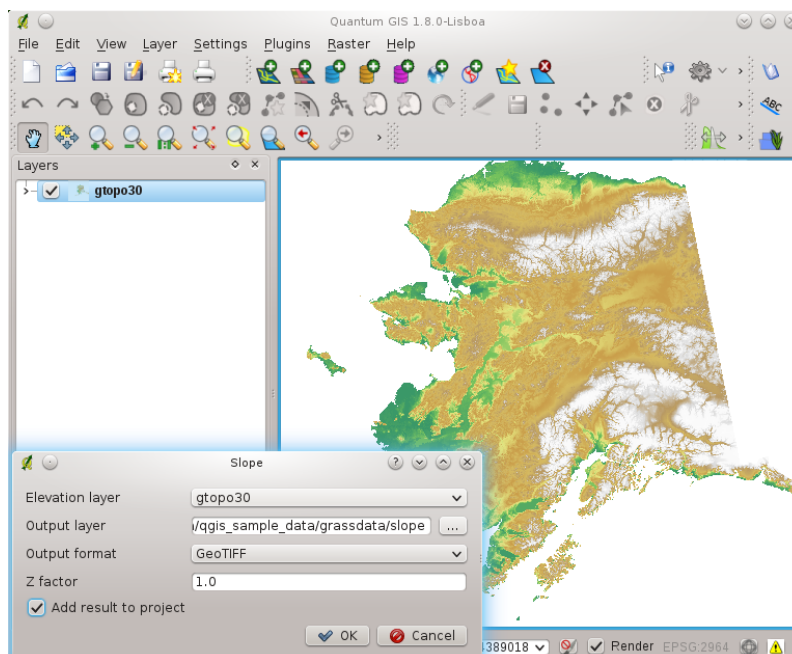 Quantum GIS 1.8.0-Lisboa
File Edit View Layer Settings Plugins Raster Help
ABC
Layers
gtopo30
Slope
Elevation layer gtopo30
Output layer /qgis_sample_data/grassdata/slope ...
Output format GeoTIFF
Z factor 1.0
Add result to project
OK Cancel
4389018 Render EPSG:2964